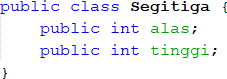 public class Segitiga {
    public int alas;
    public int tinggi;
}